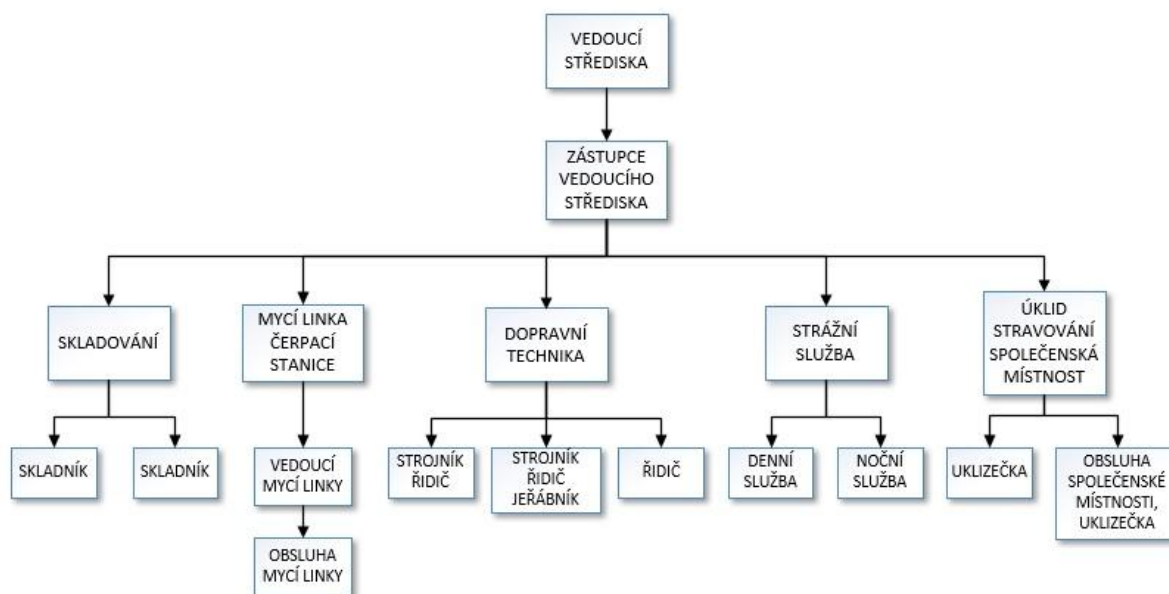 VEDOUCÍ
STŘEDISKA
ZÁSTUPCE
VEDOUCÍHO
STŘEDISKA
SKLADOVÁNÍ
MYCÍ LINKA
ČERPACÍ
STANICE
DOPRAVNÍ
TECHNIKA
STRÁŽNÍ
SLUŽBA
ÚKLID
STRAVOVÁNÍ
SPOLEČENSKÁ
MÍSTNOST
SKLADNÍK
SKLADNÍK
VEDOUCÍ
MYCÍ LINKY
STROJNÍK
ŘIDIČ
STROJNÍK
ŘIDIČ
JEŘÁBNÍK
ŘIDIČ
DENNÍ
SLUŽBA
NOČNÍ
SLUŽBA
UKLIZEČKA
OBSLUHA
SPOLEČENSKÉ
MÍSTNOSTI,
UKLIZEČKA
OBSLUHA
MYCÍ LINKY